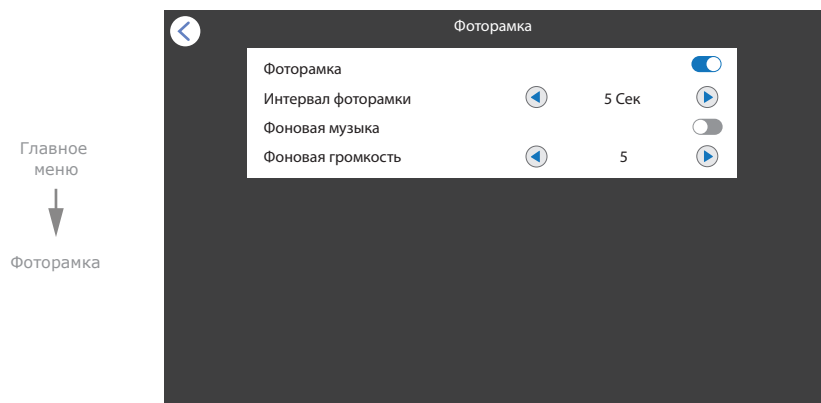 Главное
меню
Фоторамка
Фоторамка
Фоторамка
Интервал фоторамки 5 Сек
Фоновая музыка
Фоновая громкость 5